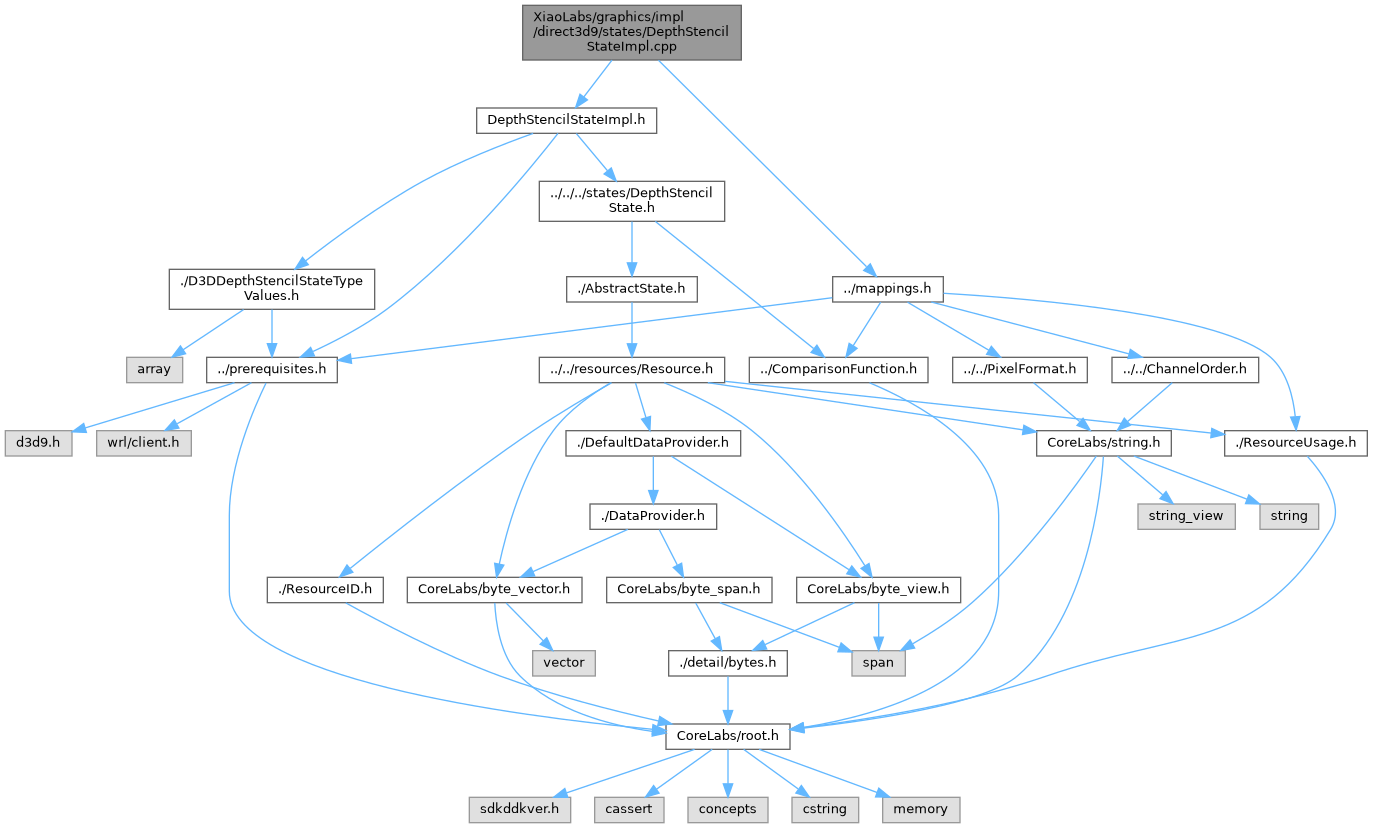 XiaoLabs/graphics/impl
/direct3d9/states/DepthStencil
StateImpl.cpp
DepthStencilStateImpl.h
../../../states/DepthStencil
State.h
./D3DDepthStencilStateType
Values.h
./AbstractState.h
../mappings.h
array
../prerequisites.h
../../resources/Resource.h
../ComparisonFunction.h
../../PixelFormat.h
../../ChannelOrder.h
d3d9.h
wrl/client.h
./DefaultDataProvider.h
CoreLabs/string.h
./ResourceUsage.h
./DataProvider.h
string_view
string
./ResourceID.h
CoreLabs/byte_vector.h
CoreLabs/byte_span.h
CoreLabs/byte_view.h
vector
./detail/bytes.h
span
CoreLabs/root.h
sdkddkver.h
cassert
concepts
cstring
memory